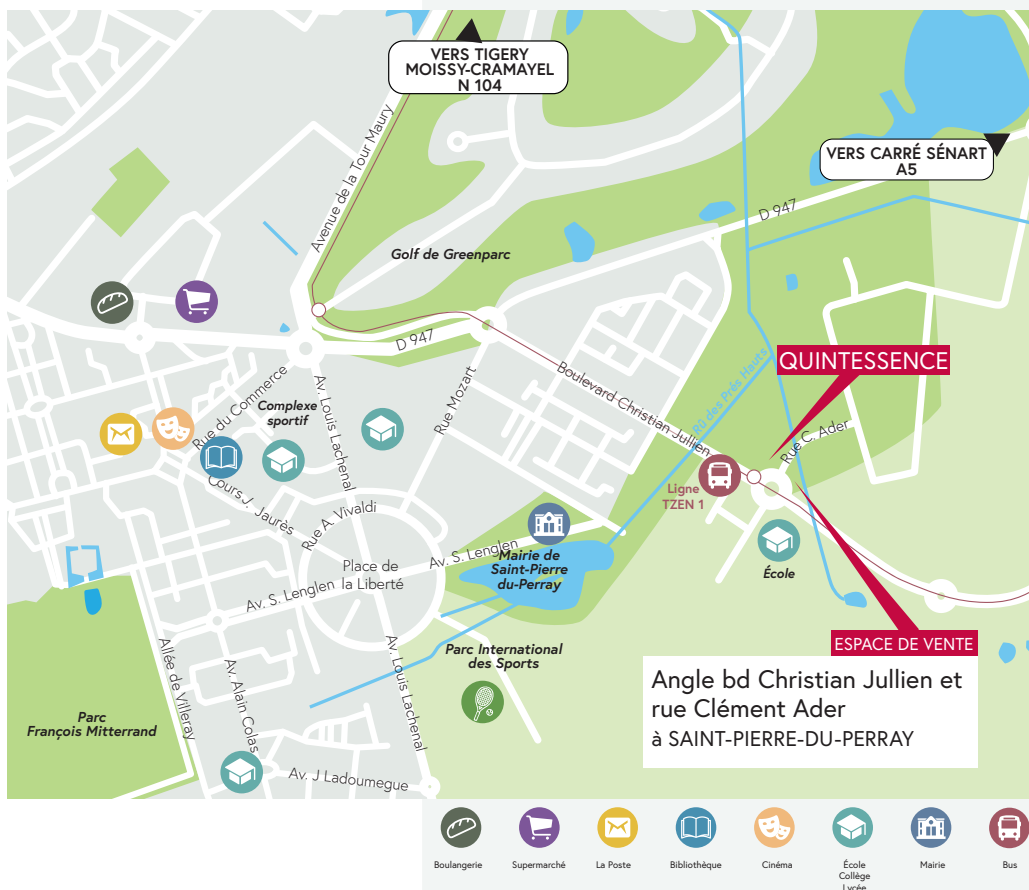 VERS TIGERY
MOISSY-CRAMAYEL
N 104
VERS CARRÉ SÉNART
A5
Avenue de la Tour Maury
D 947
Golf de Greenparc
D 947
QUINTESSENCE
Boulevard Christian Jullien
Rû des Prés Hauts
Rue C. Ader
Rue du Commerce
Complexe
sportif
Av. Louis Lachenal
Rue Mozart
Ligne
TZEN 1
Cours J. Jaurès
Rue A. Vivaldi
Place de
la Liberté
Av. S. Lenglen
Av. S. Lenglen
Mairie de
Saint-Pierre
du-Perray
École
ESPACE DE VENTE
Angle bd Christian Jullien et
rue Clément Ader
à SAINT-PIERRE-DU-PERRAY
Parc International
des Sports
Allée de Villeray
Av. Alain Colas
Av. Louis Lachenal
Parc
François Mitterrand
Av. J Ladoumegue
Boulangerie
Supermarché
La Poste
Bibliothèque
Cinéma
École
Collège
Lycée
Mairie
Bus